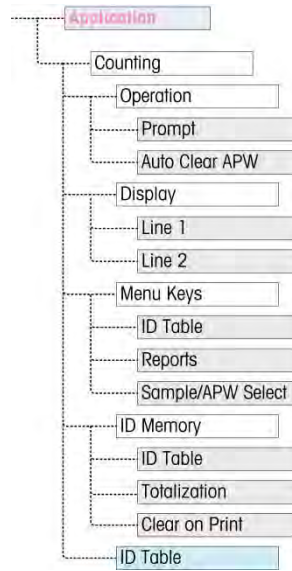 Application
Counting
Operation
Prompt
Auto Clear APW
Display
Line 1
Line 2
Menu Keys
ID Table
Reports
Sample/APW Select
ID Memory
ID Table
Totalization
Clear on Print
ID Table